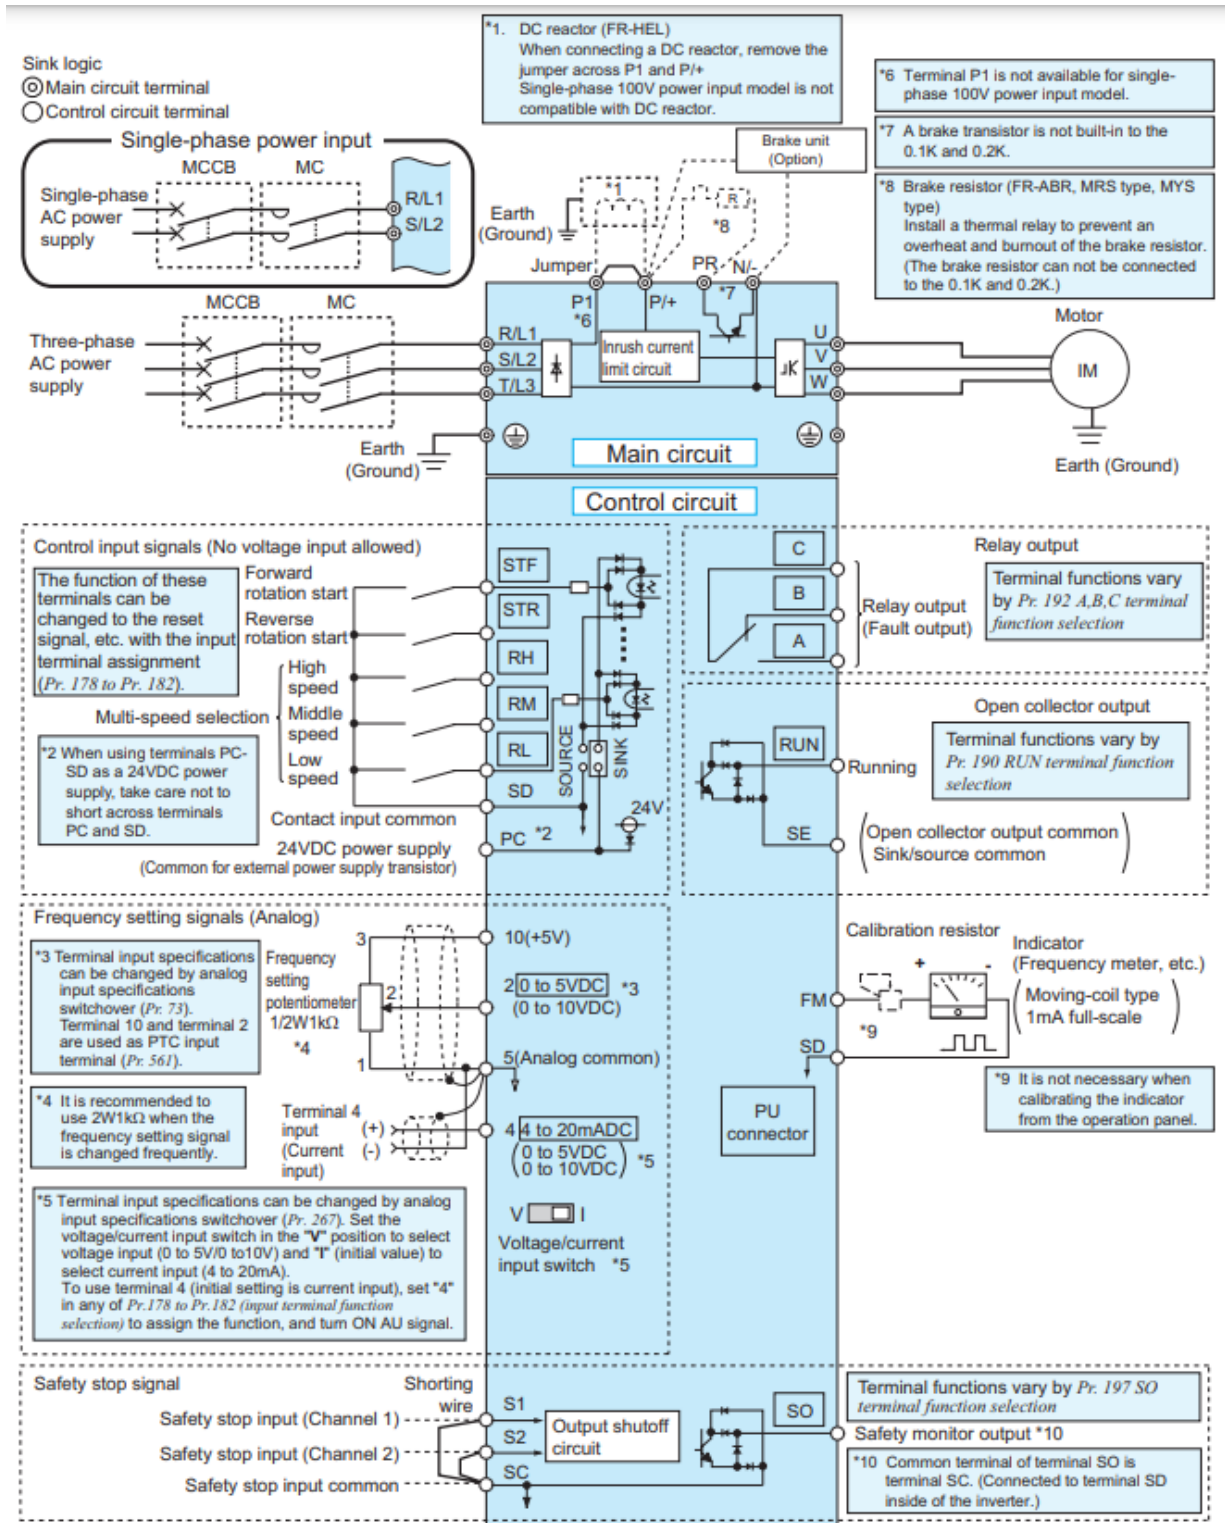 *1. DC reactor (FR-HEL)
When connecting a DC reactor, remove the
jumper across P1 and P/+
Single-phase 100V power input model is not
compatible with DC reactor.
Sink logic
Main circuit terminal
Control circuit terminal
*6 Terminal P1 is not available for single-
phase 100V power input model.
*7 A brake transistor is not built-in to the
0.1K and 0.2K.
*8 Brake resistor (FR-ABR, MRS type, MYS
type)
Install a thermal relay to prevent an
overheat and burnout of the brake resistor.
(The brake resistor can not be connected
to the 0.1K and 0.2K.)
Single-phase power input
MCCB MC
Single-phase
AC power
supply
R/L1
S/L2
Brake unit
(Option)
*1
R
*8
Earth
(Ground)
Jumper
PR N/-
P1
*6
P/+
*7
MCCB MC
Three-phase
AC power
supply
R/L1
S/L2
T/L3
Inrush current
limit circuit
U
V
W
Motor
IM
Earth
(Ground)
Main circuit
Earth (Ground)
Control circuit
Control input signals (No voltage input allowed)
The function of these
terminals can be
changed to the reset
signal, etc. with the input
terminal assignment
(Pr. 178 to Pr. 182).
Forward
rotation start
Reverse
rotation start
High
speed
Multi-speed selection
Middle
speed
Low
speed
*2 When using terminals PC-
SD as a 24VDC power
supply, take care not to
short across terminals
PC and SD.
Contact input common
24VDC power supply
(Common for external power supply transistor)
STF
STR
RH
RM
RL
SD
PC *2
SOURCE
SINK
24V
C
B
A
Relay output
Relay output
(Fault output)
Terminal functions vary
by Pr. 192 A,B,C terminal
function selection
Open collector output
RUN
Running
Terminal functions vary by
Pr. 190 RUN terminal function
selection
SE
Open collector output common
Sink/source common
Frequency setting signals (Analog)
*3 Terminal input specifications
can be changed by analog
input specifications
switchover (Pr. 73).
Terminal 10 and terminal 2
are used as PTC input
terminal (Pr. 561).
Frequency
setting
potentiometer
1/2W1kΩ
*4
3
2
1
10(+5V)
2 0 to 5VDC *3
(0 to 10VDC)
5(Analog common)
*4 It is recommended to
use 2W1kΩ when the
frequency setting signal
is changed frequently.
Terminal 4
input
(Current
input)
(+)
(-)
4 4 to 20mADC
0 to 5VDC
0 to 10VDC
*5
V I
Voltage/current
input switch *5
*5 Terminal input specifications can be changed by analog
input specifications switchover (Pr. 267). Set the
voltage/current input switch in the "V" position to select
voltage input (0 to 5V/0 to10V) and "I" (initial value) to
select current input (4 to 20mA).
To use terminal 4 (initial setting is current input), set "4"
in any of Pr.178 to Pr.182 (input terminal function
selection) to assign the function, and turn ON AU signal.
Calibration resistor
Indicator
(Frequency meter, etc.)
+ -
FM
*9
Moving-coil type
1mA full-scale
SD
PU
connector
*9 It is not necessary when
calibrating the indicator
from the operation panel.
Safety stop signal
Shorting
wire
Safety stop input (Channel 1)
Safety stop input (Channel 2)
Safety stop input common
S1
S2
SC
Output shutoff
circuit
SO
Terminal functions vary by Pr. 197 SO
terminal function selection
Safety monitor output *10
*10 Common terminal of terminal SO is
terminal SC. (Connected to terminal SD
inside of the inverter.)